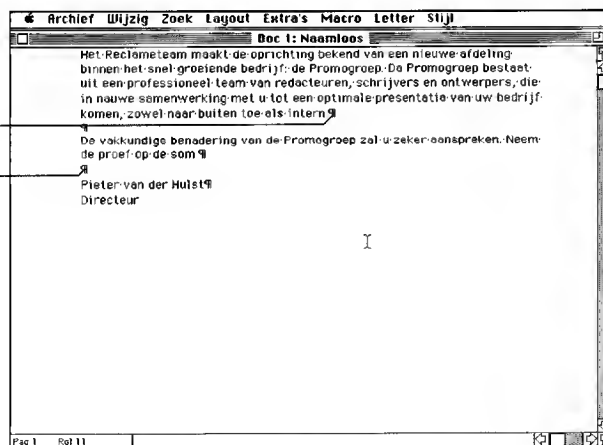 Archief Wijzig Zoek Layout Extra's Macro Letter Stijl
Doc 1: Naamloos
Het Reclameteam maakt de oprichting bekend van een nieuwe afdeling
binnen het snel groeiende bedrijf: de Promogroep. De Promogroep bestaat
uit een professioneel team van redacteuren, schrijvers en ontwerpers, die
in nauwe samenwerking met u tot een optimale presentatie van uw bedrijf
komen, zowel naar buiten toe als intern ¶
¶
De vakkundige benadering van de Promogroep zal u zeker aanspreken. Neem
de proef op de som ¶
¶
Pieter van der Hulst¶
Directeur
Pag 1 Rgl 11